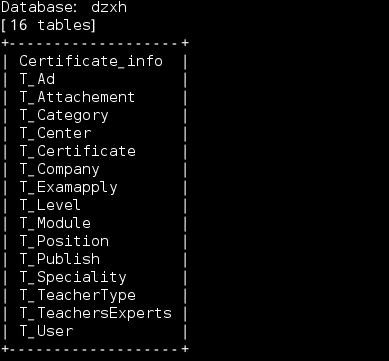 Database: dzxh
[16 tables]
+------------------+
| Certificate_info |
| T_Ad |
| T_Attachement |
| T_Category |
| T_Center |
| T_Certificate |
| T_Company |
| T_Examapply |
| T_Level |
| T_Module |
| T_Position |
| T_Publish |
| T_Speciality |
| T_TeacherType |
| T_TeachersExperts |
| T_User |
+------------------+